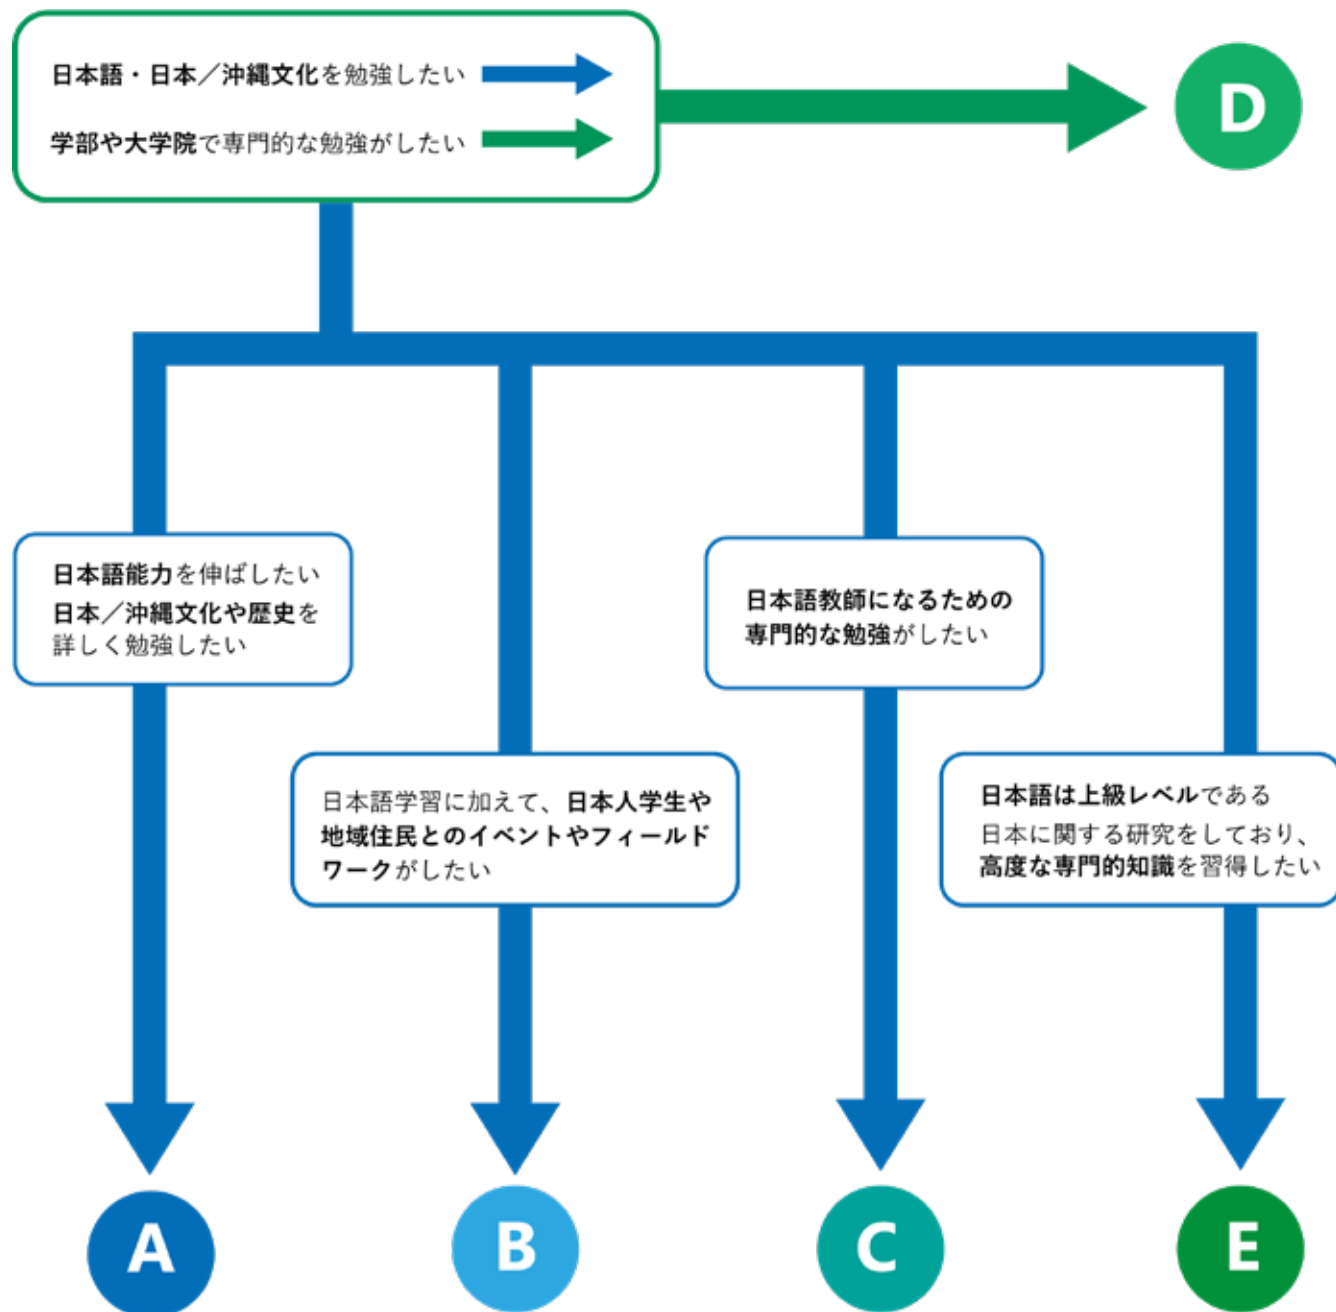 日本語・日本／沖縄文化を勉強したい
学部や大学院で専門的な勉強がしたい
D
日本語能力を伸ばしたい
日本／沖縄文化や歴史を
詳しく勉強したい
日本語学習に加えて、日本人学生や
地域住民とのイベントやフィールド
ワークがしたい
日本語教師になるための
専門的な勉強がしたい
日本語は上級レベルである
日本に関する研究をしており、
高度な専門的知識を習得したい
A
B
C
E